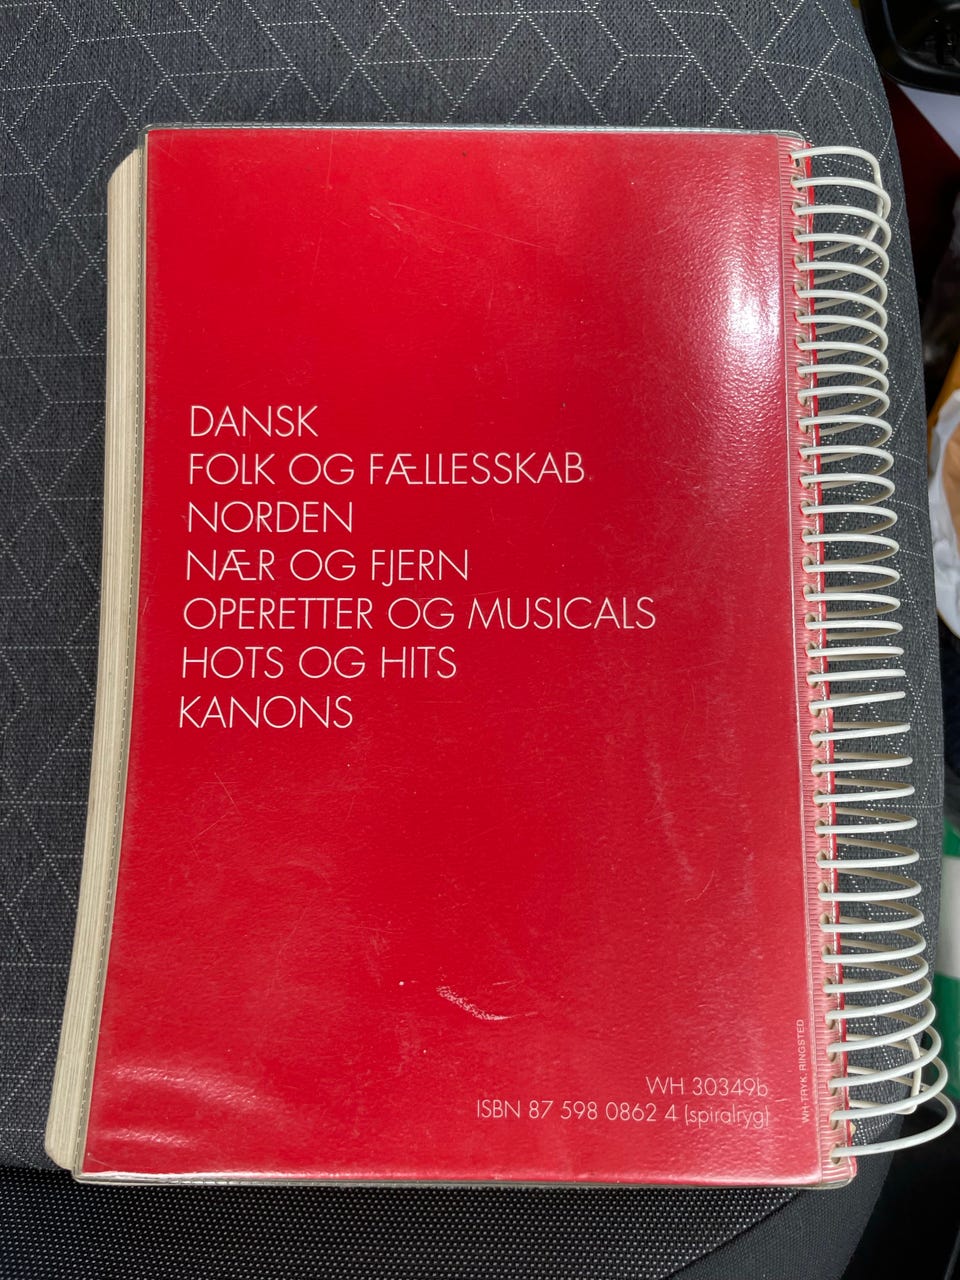 DANSK
FOLK OG FÆLLESSKAB
NORDEN
NÆR OG FJERN
OPERETTER OG MUSICALS
HOTS OG HITS
KANONS
WH 30349b
ISBN 87 598 0862 4 (spiralryg)
WH TRYK, RINGSTED